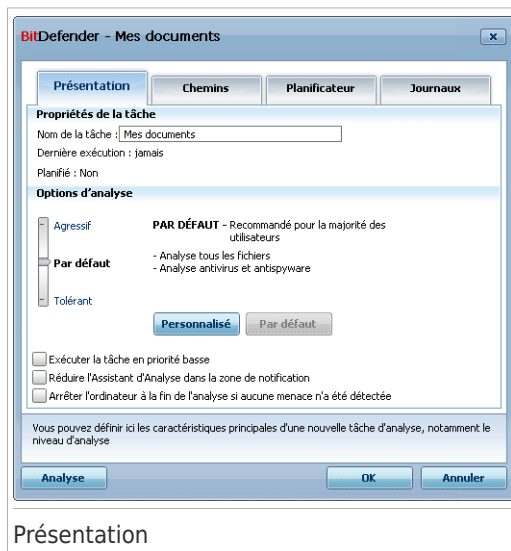 BitDefender - Mes documents
Présentation
Chemins
Planificateur
Journaux
Propriétés de la tâche
Nom de la tâche : Mes documents
Dernière exécution : jamais
Planifié : Non
Options d'analyse
Agressif
Par défaut
Tolérant
PAR DÉFAUT - Recommandé pour la majorité des
utilisateurs
- Analyse tous les fichiers
- Analyse antivirus et antispyware
Personnalisé
Par défaut
Exécuter la tâche en priorité basse
Réduire l'Assistant d'Analyse dans la zone de notification
Arrêter l'ordinateur à la fin de l'analyse si aucune menace n'a été détectée
Vous pouvez définir ici les caractéristiques principales d'une nouvelle tâche d'analyse, notamment le
niveau d'analyse
Analyse
OK
Annuler
Présentation